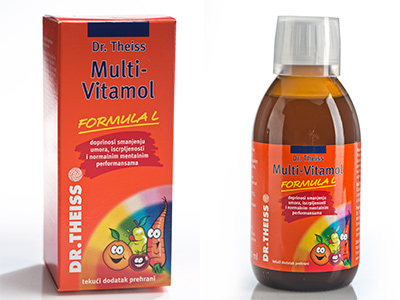 Dr. Theiss
Multi-
Vitamol
FORMULA L
doprinosi smanjenju
umora, iscrpljenosti
i normalnim mentalnim
performansama
DR.THEISS
tekući dodatak prehrani
Dr. Theiss
Multi-Vitamol
FORMULA L
doprinosi smanjenju
umora, iscrpljenosti
i normalnim mentalnim
performansama
DR.THEISS
tekući dodatak prehrani